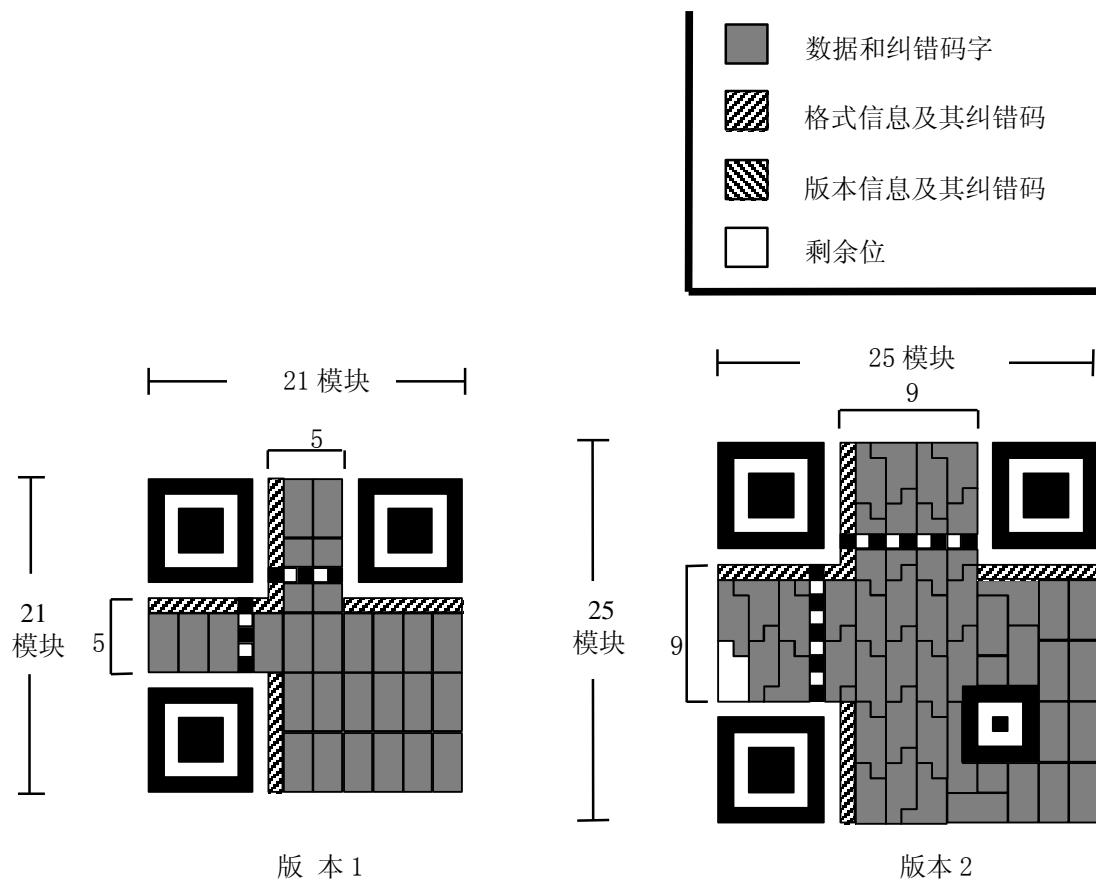 数据和纠错码字
格式信息及其纠错码
版本信息及其纠错码
剩余位
21 模块
5
21
模块
5
版 本 1
25 模块
9
25
模块
9
版本 2